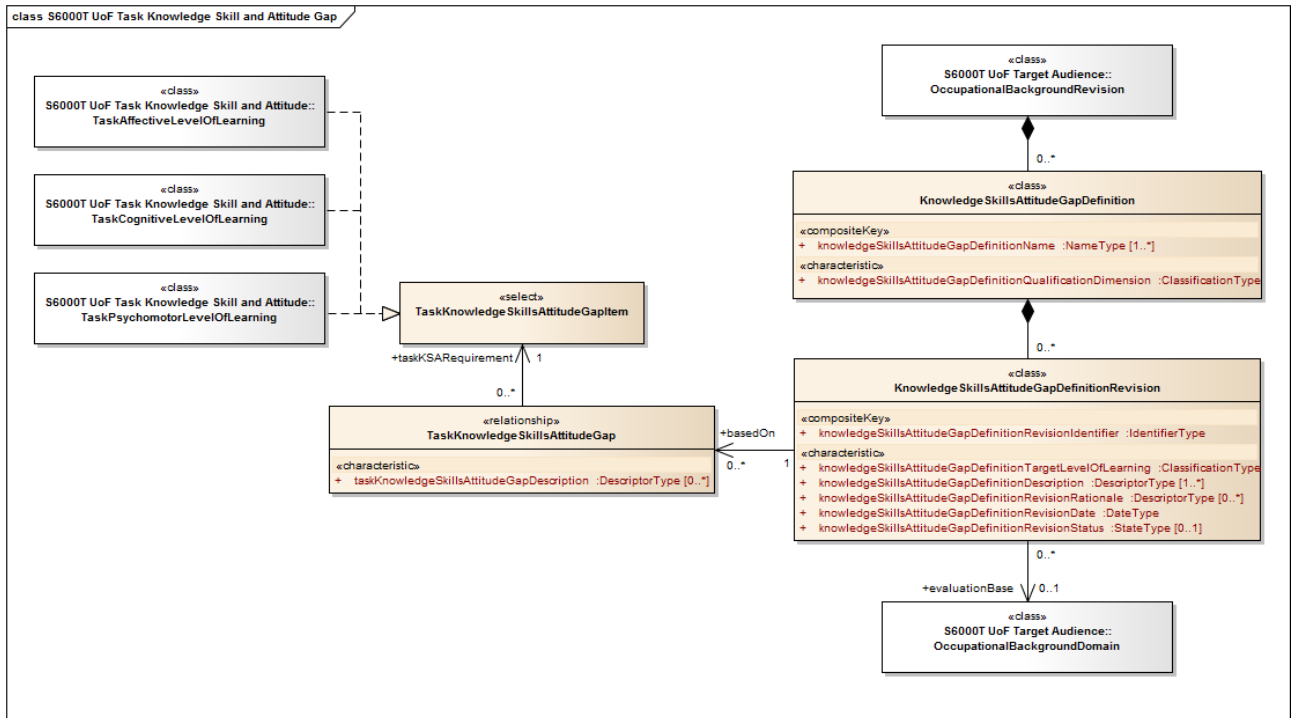 class S6000T UoF Task Knowledge Skill and Attitude Gap
«class»
S6000T UoF Task Knowledge Skill and Attitude::
TaskAffectiveLevelOfLearning
«class»
S6000T UoF Task Knowledge Skill and Attitude::
TaskCognitiveLevelOfLearning
«class»
S6000T UoF Task Knowledge Skill and Attitude::
TaskPsychomotorLevelOfLearning
«select»
TaskKnowledgeSkillsAttitudeGapItem
+taskKSARequirement
1
0..*
«relationship»
TaskKnowledgeSkillsAttitudeGap
«characteristic»
+ taskKnowledgeSkillsAttitudeGapDescription :DescriptorType [0..*]
+basedOn
0..*
1
«class»
S6000T UoF Target Audience::
OccupationalBackgroundRevision
0..*
«class»
KnowledgeSkillsAttitudeGapDefinition
«compositeKey»
+ knowledgeSkillsAttitudeGapDefinitionName :NameType [1..*]
«characteristic»
+ knowledgeSkillsAttitudeGapDefinitionQualificationDimension :ClassificationType
0..*
«class»
KnowledgeSkillsAttitudeGapDefinitionRevision
«compositeKey»
+ knowledgeSkillsAttitudeGapDefinitionRevisionIdentifier :IdentifierType
«characteristic»
+ knowledgeSkillsAttitudeGapDefinitionTargetLevelOfLearning :ClassificationType
+ knowledgeSkillsAttitudeGapDefinitionDescription :DescriptorType [1..*]
+ knowledgeSkillsAttitudeGapDefinitionRevisionRationale :DescriptorType [0..*]
+ knowledgeSkillsAttitudeGapDefinitionRevisionDate :DateType
+ knowledgeSkillsAttitudeGapDefinitionRevisionStatus :StateType [0..1]
0..*
+evaluationBase
0..1
«class»
S6000T UoF Target Audience::
OccupationalBackgroundDomain